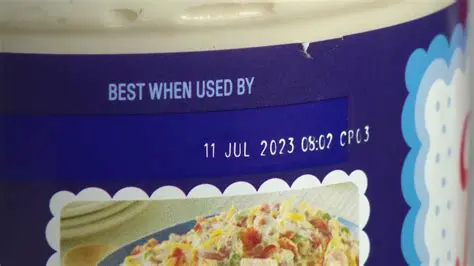 BEST WHEN USED BY
11 JUL 2023 08:02 CP03